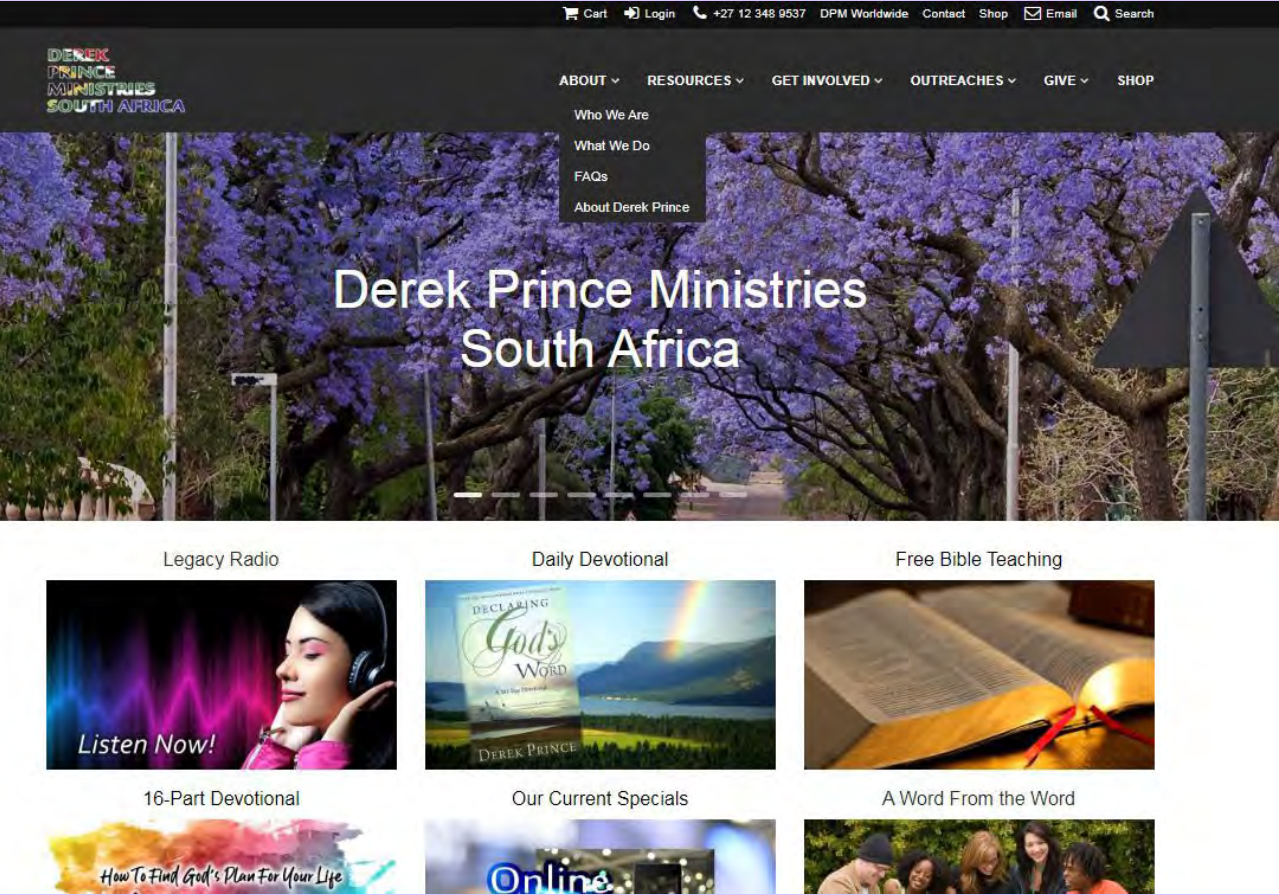 Cart Login +27 12 348 9537 DPM Worldwide Contact Shop Email Search
DEREK
PRINCE
MINISTRIES
SOUTH AFRICA
ABOUT RESOURCES GET INVOLVED OUTREACHES GIVE SHOP
Who We Are
What We Do
FAQs
About Derek Prince
Derek Prince Ministries
South Africa
Legacy Radio Daily Devotional Free Bible Teaching
Listen Now!
DECLARING
God's
WORD
DEREK PRINCE
16-Part Devotional Our Current Specials A Word From the Word
How To Find God's Plan For Your Life
Online